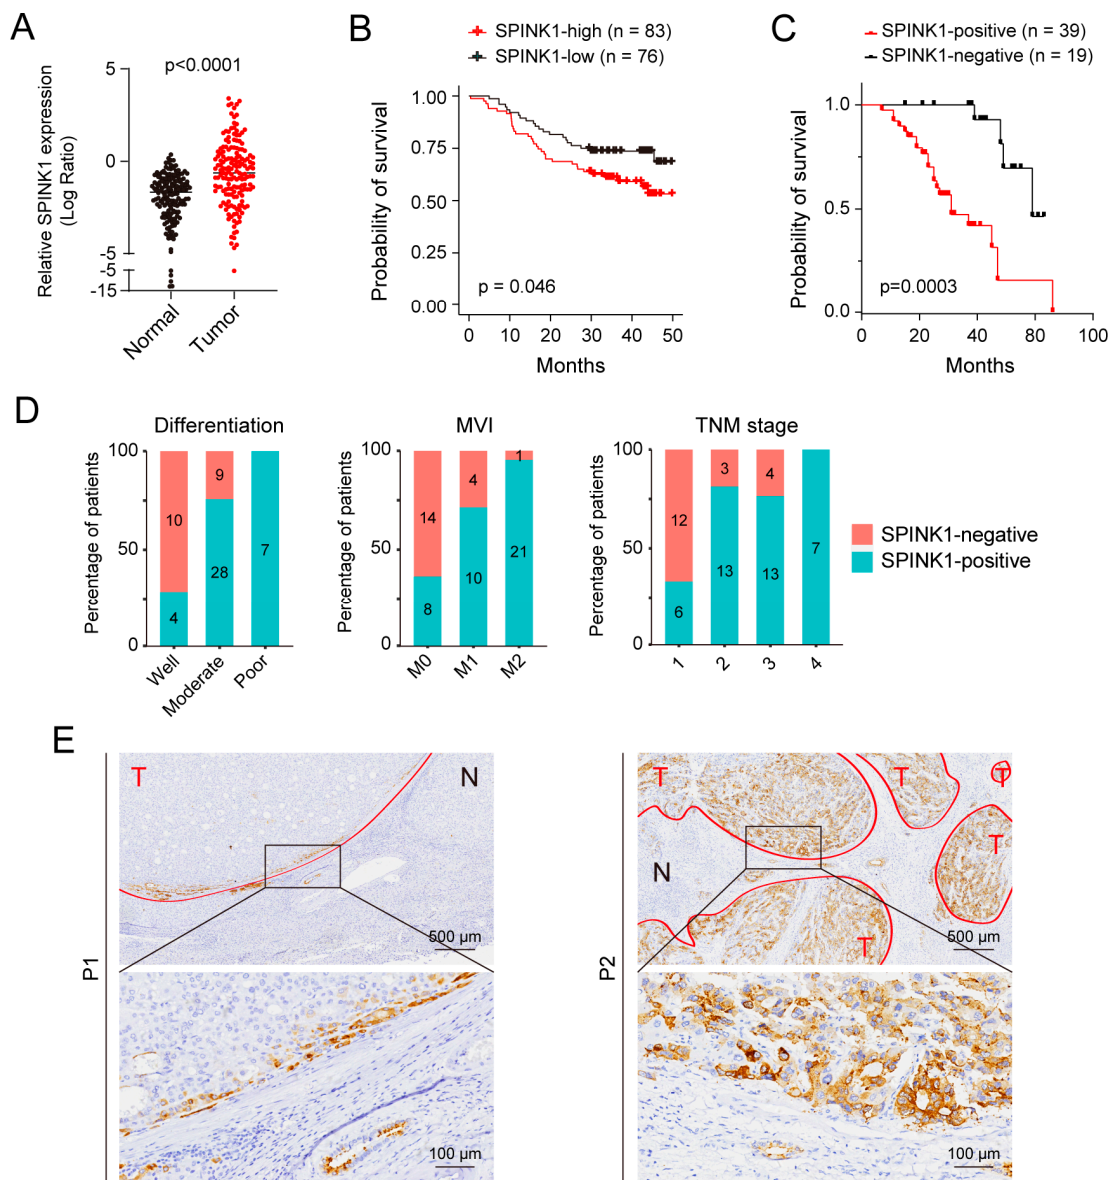 A
p<0.0001
Relative SPINK1 expression
(Log Ratio)
5
0
-5
-5
-15
Normal
Tumor
B
SPINK1-high (n = 83)
SPINK1-low (n = 76)
Probability of survival
1.00
0.75
0.50
0.25
0.00
p = 0.046
0 10 20 30 40 50
Months
C
SPINK1-positive (n = 39)
SPINK1-negative (n = 19)
Probability of survival
1.0
0.5
0.0
p=0.0003
0 20 40 60 80 100
Months
D
Differentiation
Percentage of patients
100
50
0
10
4
9
28
7
Well
Moderate
Poor
MVI
Percentage of patients
100
50
0
14
8
4
10
1
21
M0
M1
M2
TNM stage
Percentage of patients
100
50
0
12
6
3
13
4
13
7
1
2
3
4
SPINK1-negative
SPINK1-positive
E
P1
T
N
500 µm
100 µm
P2
T
T
T
T
N
T
500 µm
100 µm